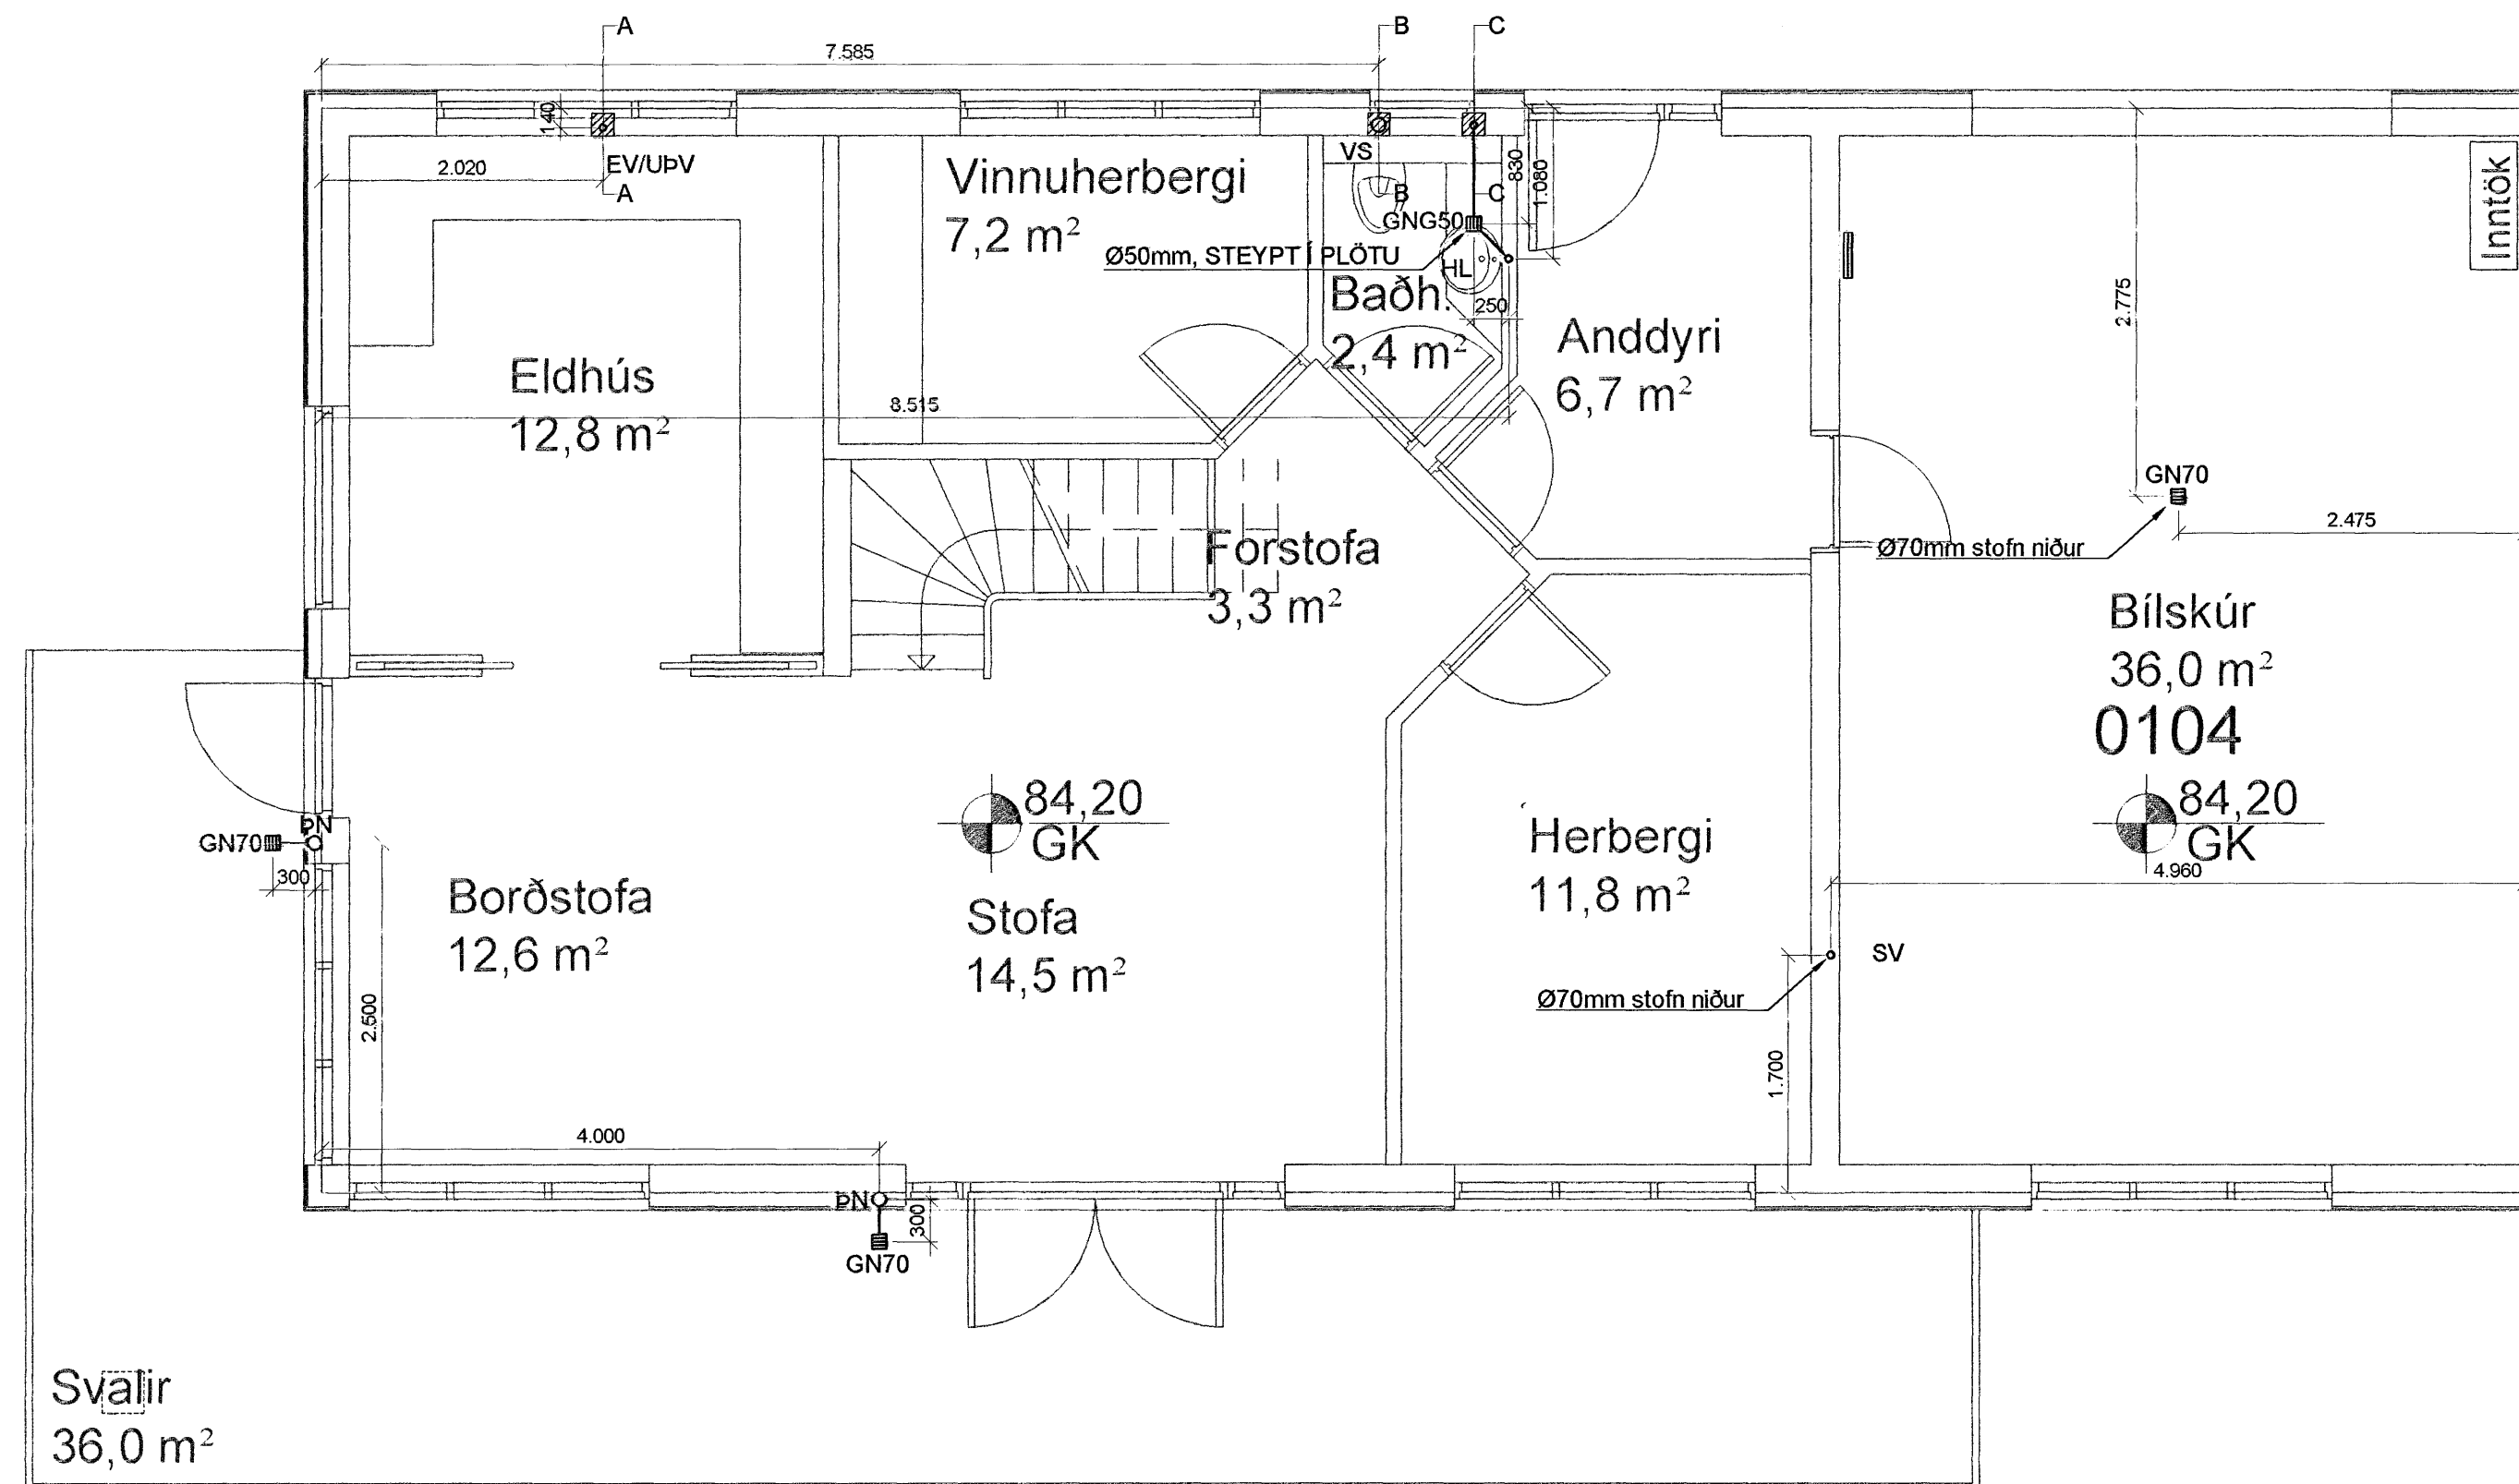 A
B
C
7.585
140
EV/UÞV
2.020
A
Vinnuherbergi
7,2 m²
VS
B
C
830
1.080
GNG50
Ø50mm, STEYPT Í PLÖTU
HL
Baðh.
2,4 m²
250
Anddyri
6,7 m²
Inntök
2.775
Eldhús
12,8 m²
8.515
GN70
2.475
Ø70mm stofn niður
Forstofa
3,3 m²
Bílskúr
36,0 m²
0104
84,20
GK
84,20
GK
4.960
ÞN
GN70
300
Borðstofa
12,6 m²
Stofa
14,5 m²
Herbergi
11,8 m²
SV
Ø70mm stofn niður
2.500
1.700
4.000
ÞN
300
GN70
Svalir
36,0 m²